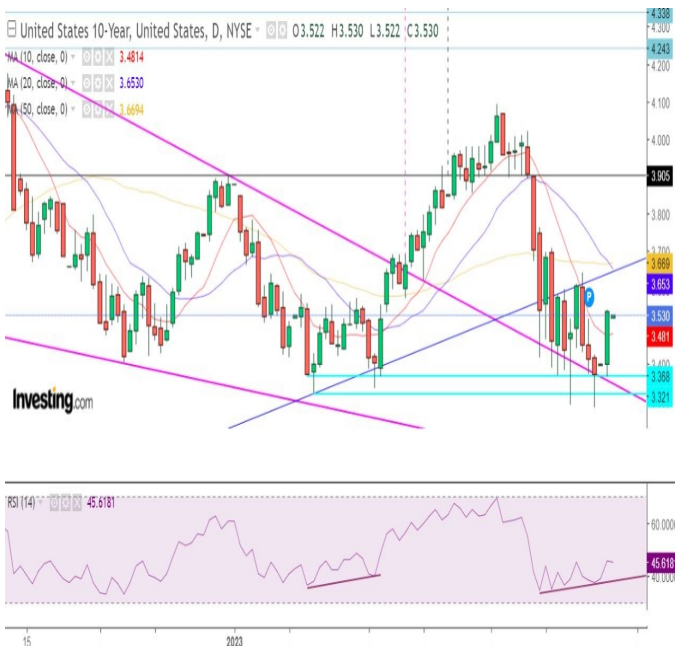 4.338
United States 10-Year, United States, D, NYSE O3.522 H3.530 L3.522 C3.530
4.300
4.243
4.200
MA (10, close, 0) 3.4814
MA (20, close, 0) 3.6530
MA (50, close, 0) 3.6694
4.100
4.000
3.905
3.800
3.700
3.669
3.653
P
3.530
3.481
3.400
3.368
3.321
Investing.com
RSI (14) 45.6181
60.0000
45.6181
40.0000
15 2023